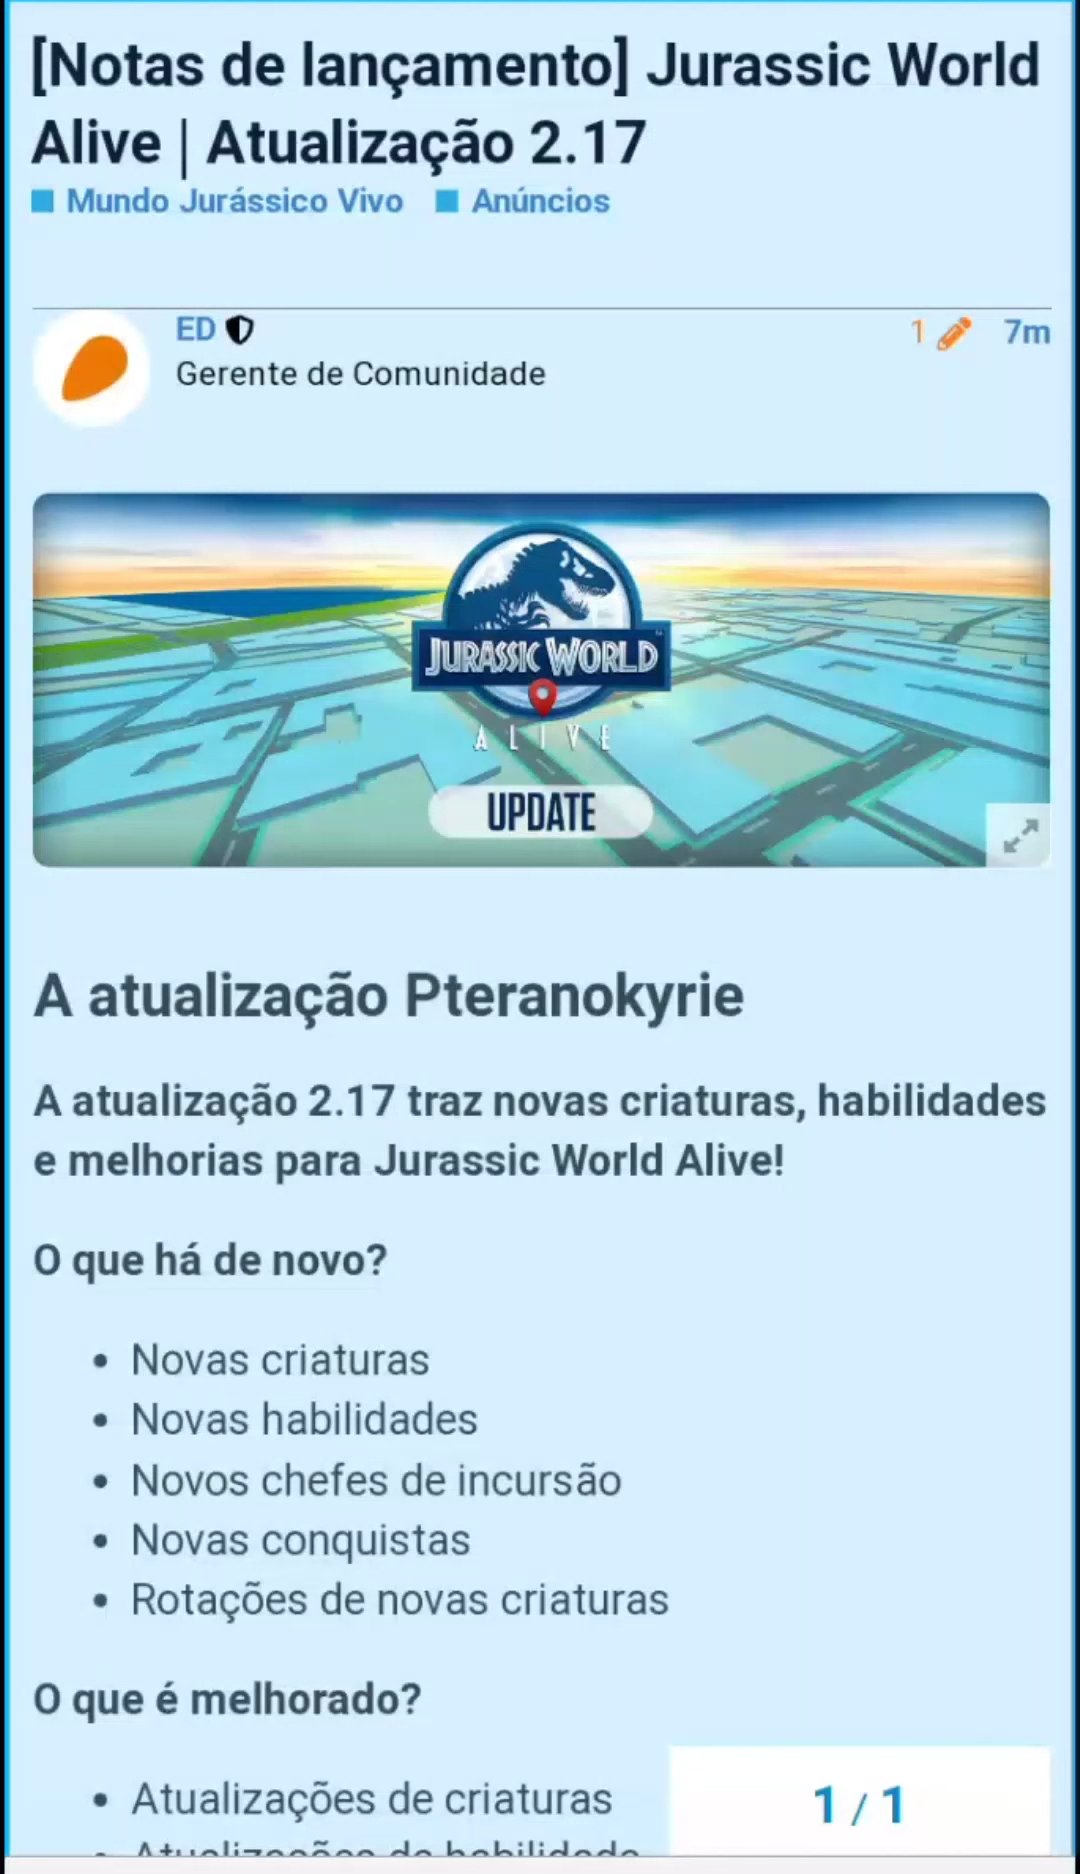 [Notas de lançamento] Jurassic World
Alive | Atualização 2.17
Mundo Jurássico Vivo Anúncios
ED 1 7m
Gerente de Comunidade
JURASSIC WORLD
ALIVE
UPDATE
A atualização Pteranokyrie
A atualização 2.17 traz novas criaturas, habilidades
e melhorias para Jurassic World Alive!
O que há de novo?
• Novas criaturas
• Novas habilidades
• Novos chefes de incursão
• Novas conquistas
• Rotações de novas criaturas
O que é melhorado?
• Atualizações de criaturas
1 / 1
• Atualizações de habilidade